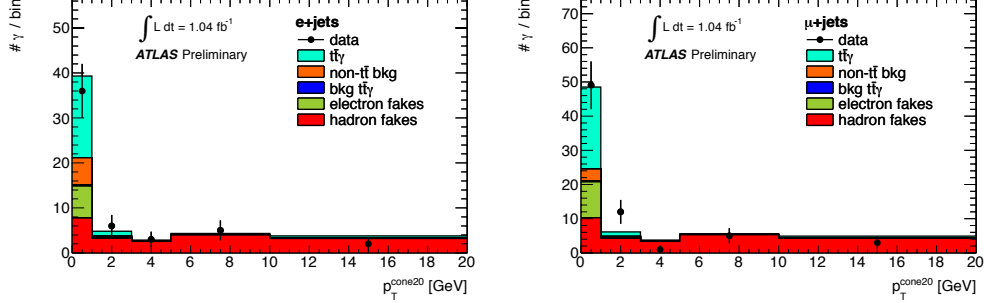 # γ / bin
50
40
30
20
10
0
∫ L dt = 1.04 fb⁻¹
ATLAS Preliminary
e+jets
data
tt̄γ
non-tt̄ bkg
bkg tt̄γ
electron fakes
hadron fakes
0 2 4 6 8 10 12 14 16 18 20
p_T^cone20 [GeV]
# γ / bin
70
60
50
40
30
20
10
0
∫ L dt = 1.04 fb⁻¹
ATLAS Preliminary
μ+jets
data
tt̄γ
non-tt̄ bkg
bkg tt̄γ
electron fakes
hadron fakes
0 2 4 6 8 10 12 14 16 18 20
p_T^cone20 [GeV]